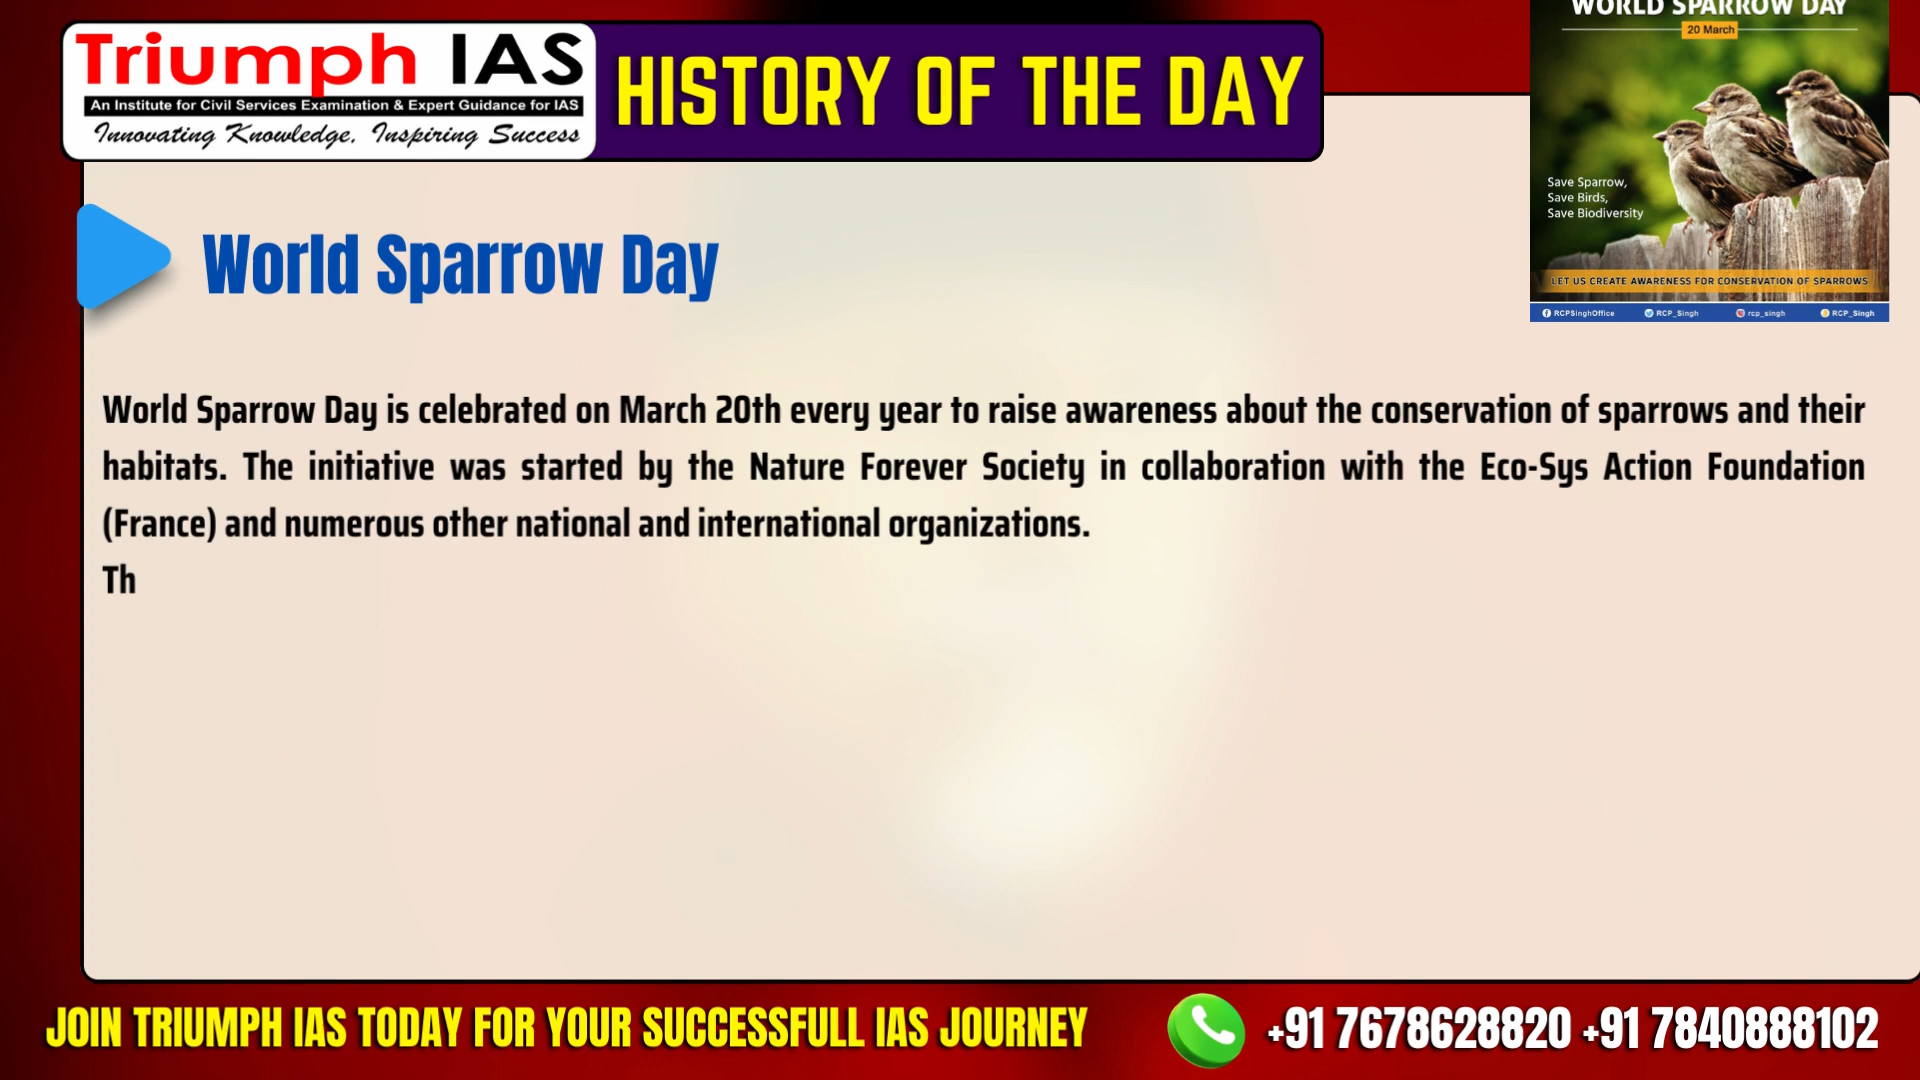 Triumph IAS
An Institute for Civil Services Examination & Expert Guidance for IAS
Innovating Knowledge, Inspiring Success
HISTORY OF THE DAY
WORLD SPARROW DAY
20 March
Save Sparrow,
Save Birds,
Save Biodiversity
LET US CREATE AWARENESS FOR CONSERVATION OF SPARROWS
RCPSinghOffice RCP_Singh rcp_singh RCP_Singh
World Sparrow Day
World Sparrow Day is celebrated on March 20th every year to raise awareness about the conservation of sparrows and their
habitats. The initiative was started by the Nature Forever Society in collaboration with the Eco-Sys Action Foundation
(France) and numerous other national and international organizations.
Th
JOIN TRIUMPH IAS TODAY FOR YOUR SUCCESSFULL IAS JOURNEY
+91 7678628820 +91 7840888102